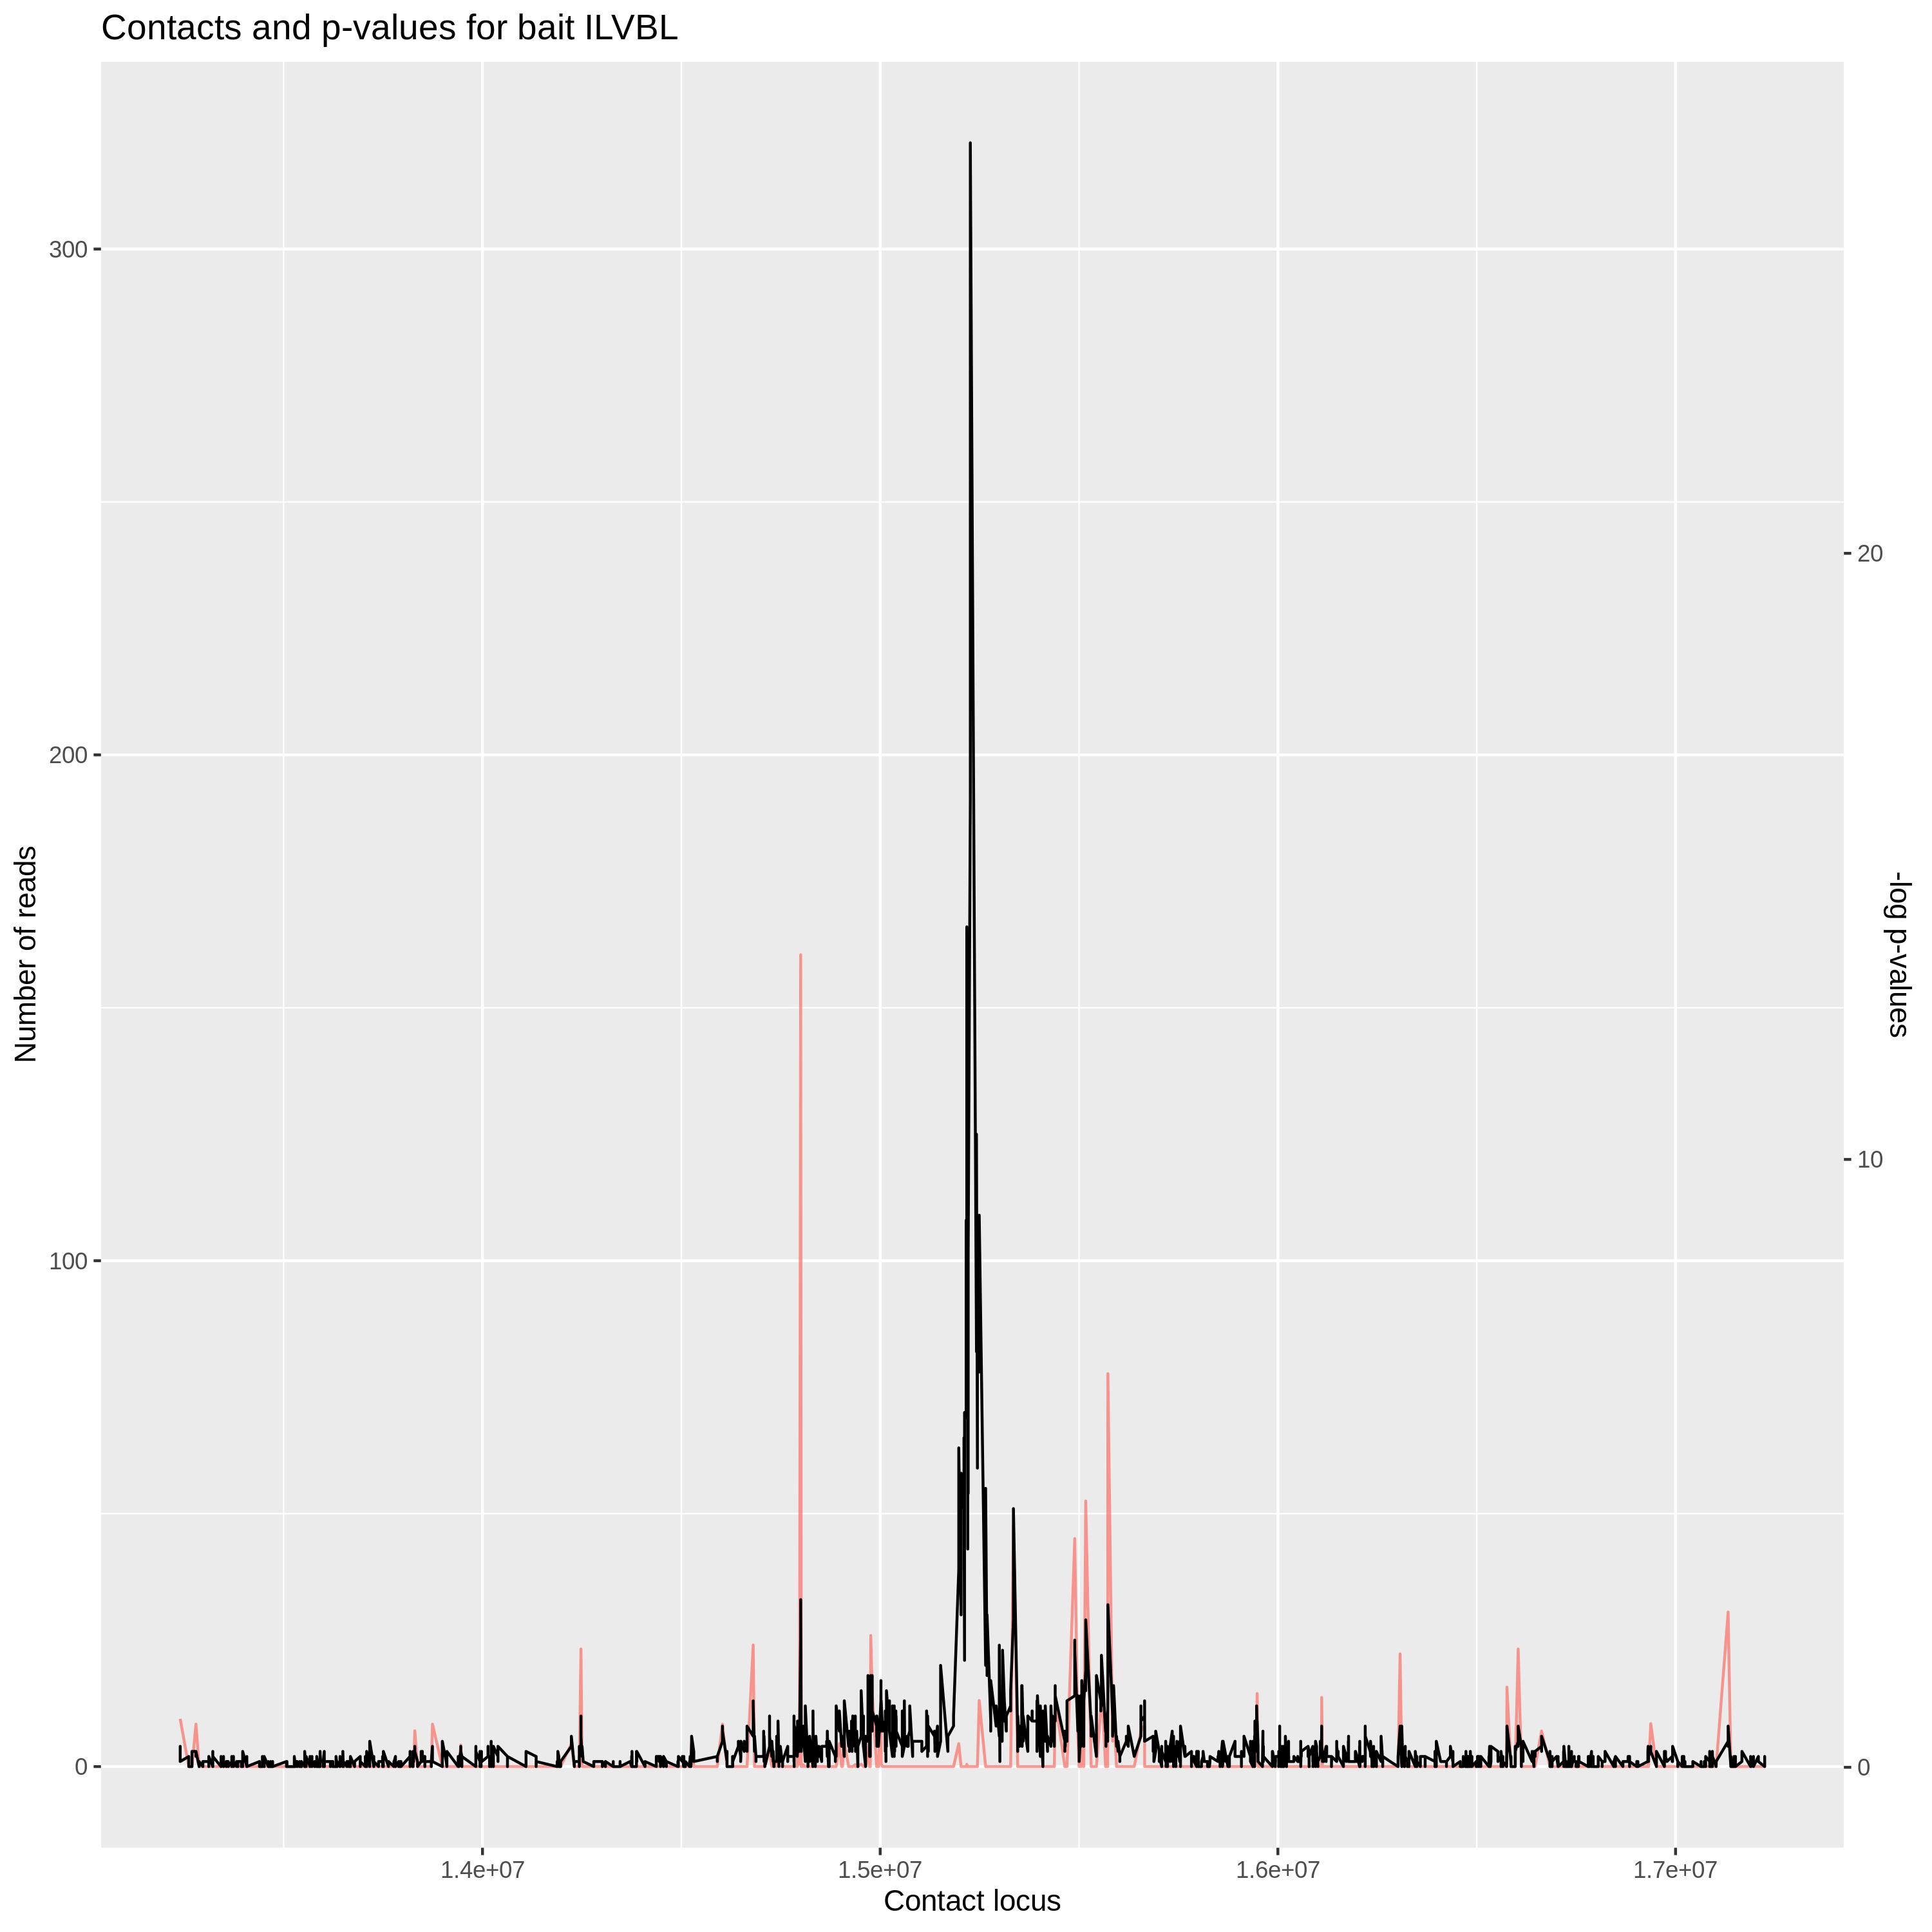 Contacts and p-values for bait ILVBL
Number of reads
300
200
100
0
20
10
0
-log p-values
1.4e+07
1.5e+07
1.6e+07
1.7e+07
Contact locus